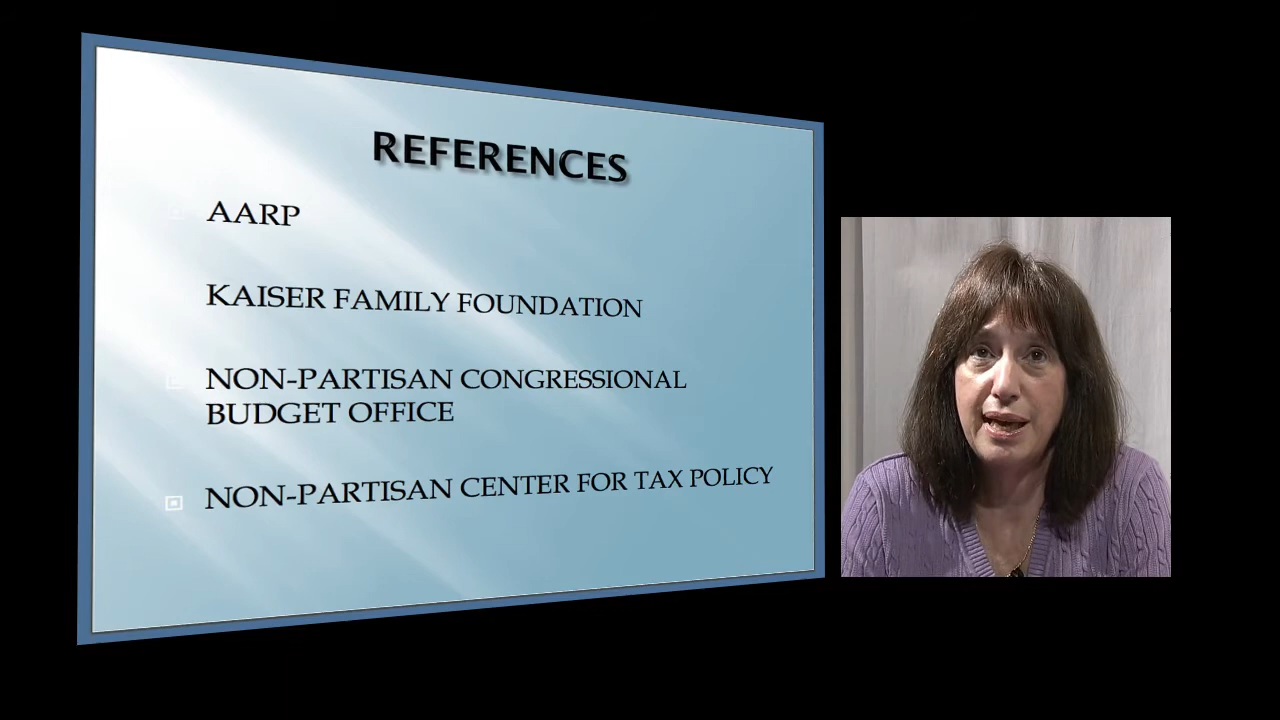 REFERENCES
AARP
KAISER FAMILY FOUNDATION
NON-PARTISAN CONGRESSIONAL
BUDGET OFFICE
NON-PARTISAN CENTER FOR TAX POLICY